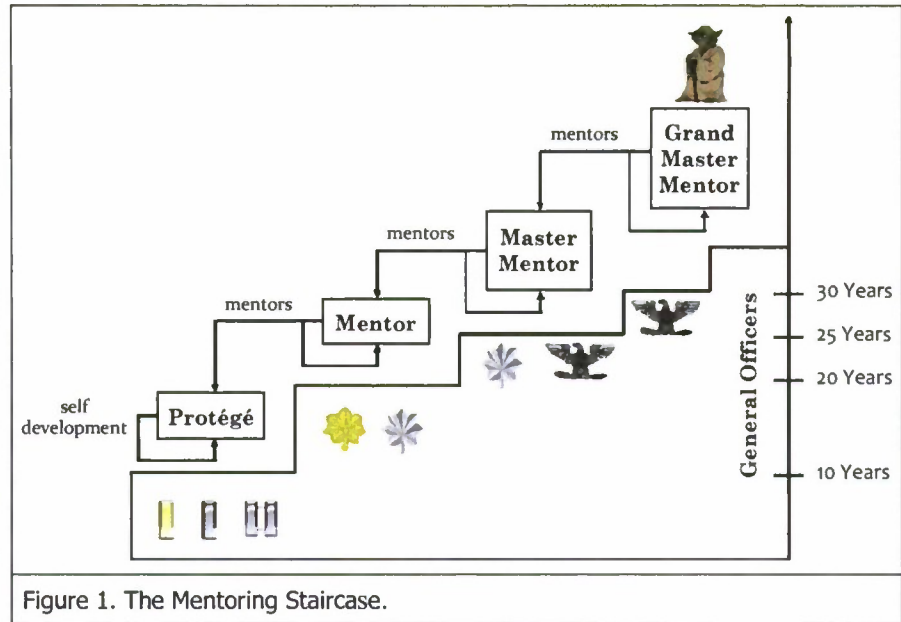 Grand
Master
Mentor
mentors
Master
Mentor
mentors
Mentor
mentors
Protégé
self
development
General Officers
30 Years
25 Years
20 Years
10 Years
Figure 1. The Mentoring Staircase.